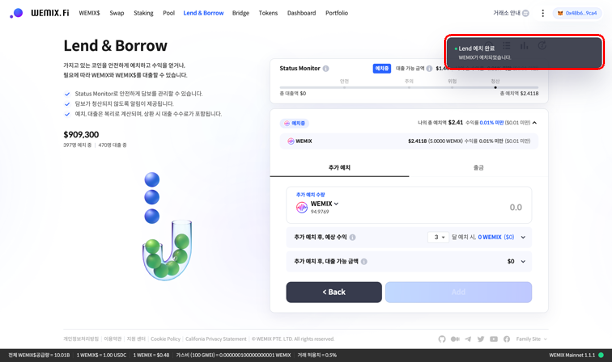 WEMIX.FI
WEMIX$ Swap Staking Pool Lend & Borrow Bridge Tokens Dashboard Portfolio
거래소 안내
0x48b6...9ca4
Lend 예치 완료
WEMIX가 예치되었습니다.
Lend & Borrow
가지고 있는 코인을 안전하게 예치하고 수익을 얻거나,
필요에 따라 WEMIX와 WEMIX$를 대출할 수 있습니다.
Status Monitor로 안전하게 담보를 관리할 수 있습니다.
담보가 청산되지 않도록 알림이 제공됩니다.
예치, 대출은 복리로 계산되며, 상환 시 대출 수수료가 포함됩니다.
$909,300
397명 예치 중 470명 대출 중
Status Monitor
예치중 대출 가능 금액
안전 주의 위험 청산
총 대출액 $0 총 예치액 $2.4118
예치중 나의 총 예치액 $2.41 수익률 0.01% 미만 ($0.01 미만)
WEMIX $2.4118 (5.0000 WEMIX) 수익률 0.01% 미만 ($0.01 미만)
추가 예치 출금
추가 예치 수량
WEMIX 0.0
94.9769
추가 예치 후, 예상 수익 3 달 예치 시, 0 WEMIX ($0)
추가 예치 후, 대출 가능 금액 $0
< Back Add
개인정보처리방침 이용약관 지원 센터 Cookie Policy California Privacy Statement © WEMIX PTE. LTD. All rights reserved. Family Site
전체 WEMIX$공급량 = 10.01B 1 WEMIX$ = 1.00 USDC 1 WEMIX = $0.48 가스비 (100 GWEI) = 0.000000100000000000 WEMIX 거래 허용치 = 0.5% WEMIX Mainnet 1.1.1